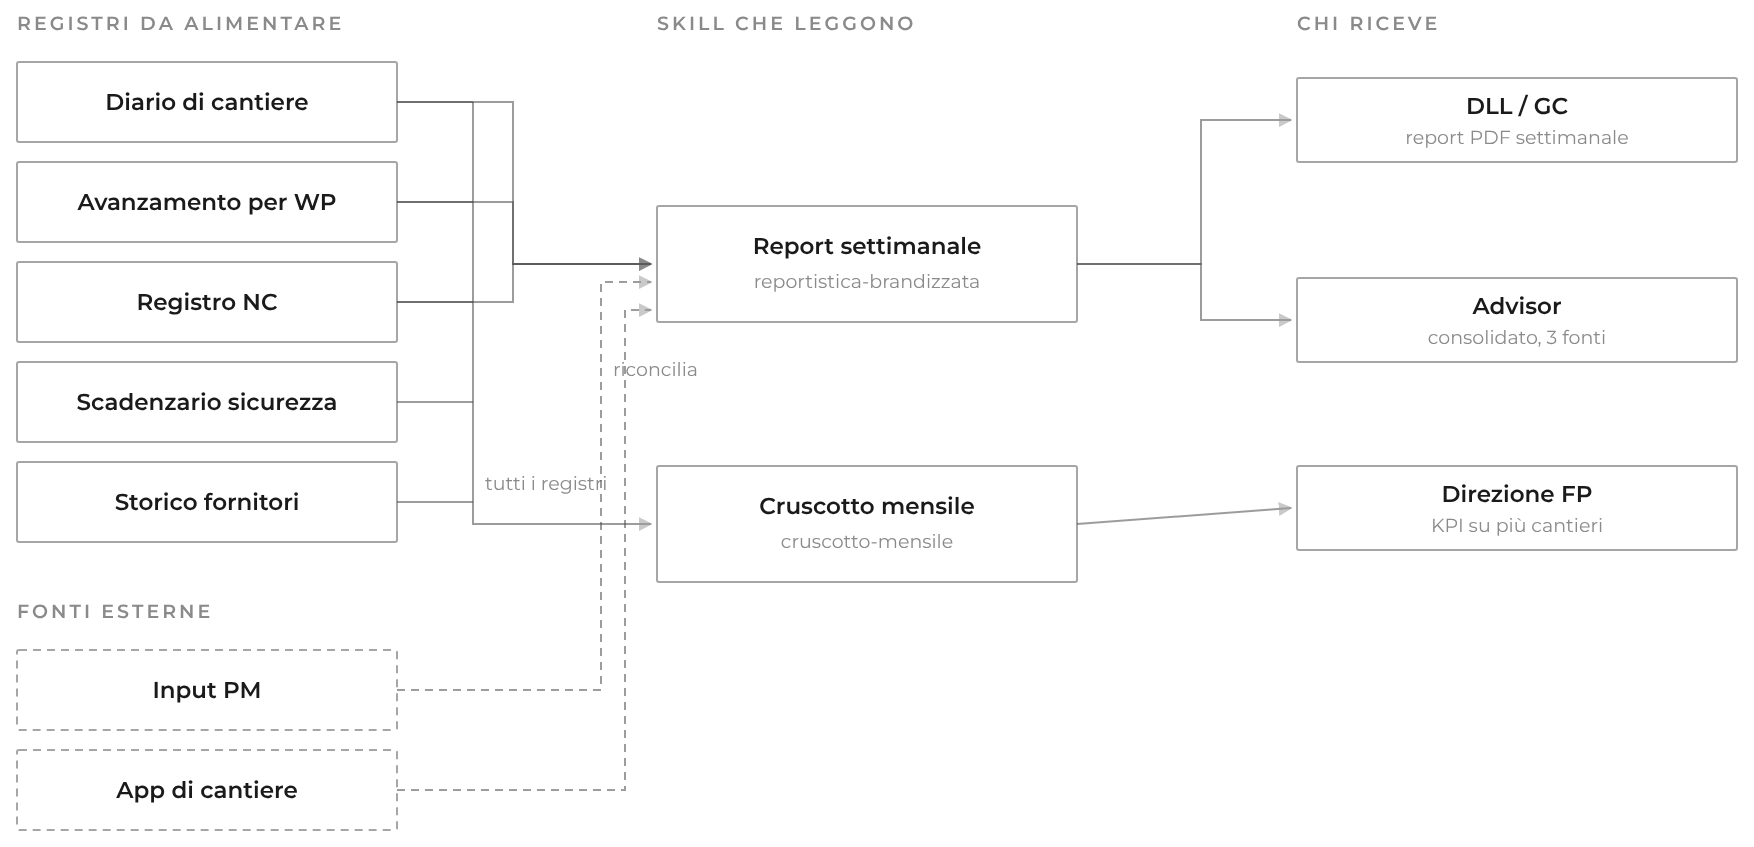 REGISTRI DA ALIMENTARE
Diario di cantiere
Avanzamento per WP
Registro NC
Scadenzario sicurezza
Storico fornitori
FONTI ESTERNE
Input PM
App di cantiere
SKILL CHE LEGGONO
Report settimanale
reportistica-brandizzata
riconcilia
tutti i registri
Cruscotto mensile
cruscotto-mensile
CHI RICEVE
DLL / GC
report PDF settimanale
Advisor
consolidato, 3 fonti
Direzione FP
KPI su più cantieri